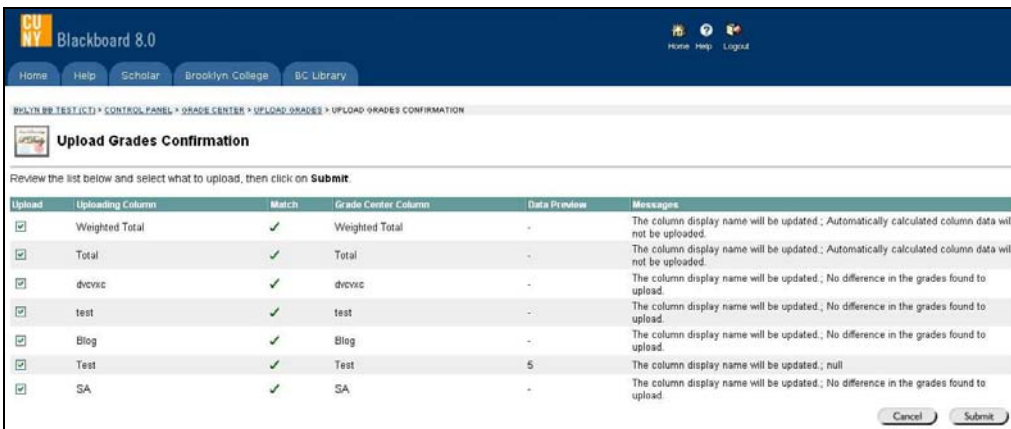 CU
NY
Blackboard 8.0
Home Help Logout
Home Help Scholar Brooklyn College BC Library
BKLYN BB TEST (CT) > CONTROL PANEL > GRADE CENTER > UPLOAD GRADES > UPLOAD GRADES CONFIRMATION
Upload Grades Confirmation
Review the list below and select what to upload, then click on Submit.
Upload Uploading Column Match Grade Center Column Data Preview Messages
Weighted Total ✓ Weighted Total - The column display name will be updated.; Automatically calculated column data wil
not be uploaded.
Total ✓ Total - The column display name will be updated.; Automatically calculated column data wil
not be uploaded.
dvcvxc ✓ dvcvxc - The column display name will be updated.; No difference in the grades found to
upload.
test ✓ test - The column display name will be updated.; No difference in the grades found to
upload.
Blog ✓ Blog - The column display name will be updated.; No difference in the grades found to
upload.
Test ✓ Test 5 The column display name will be updated.; null
SA ✓ SA - The column display name will be updated.; No difference in the grades found to
upload.
Cancel Submit